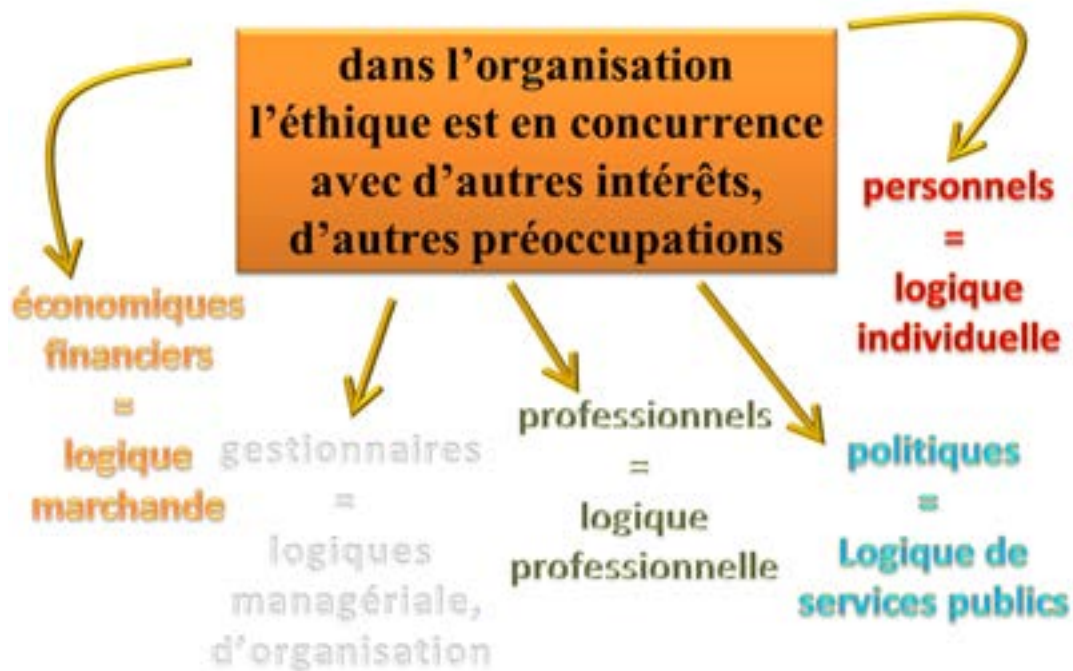 dans l'organisation
l'éthique est en concurrence
avec d'autres intérêts,
d'autres préoccupations
économiques
financiers
=
logique
marchande
gestionnaires
=
logiques
managériale,
d'organisation
professionnels
=
logique
professionnelle
politiques
=
Logique de
services publics
personnels
=
logique
individuelle